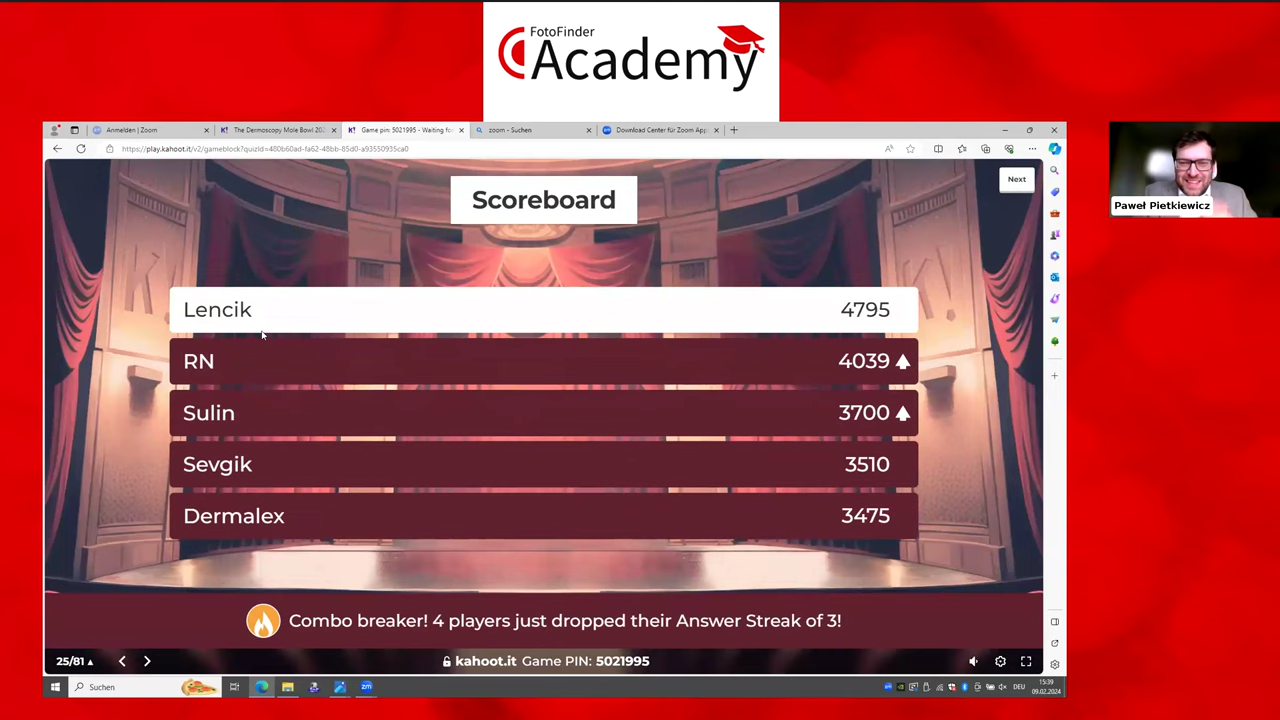 FotoFinder
Academy
Anmelden | Zoom
The Dermoscopy Mole Bowl 202
Game pin: 5021995 - Waiting fo
zoom - Suchen
Download Center für Zoom App
https://play.kahoot.it/v2/gameblock?quizId=480b60ad-fa62-48bb-85d0-a93550935ca0
Scoreboard
Next
Paweł Pietkiewicz
K!
K!
Lencik 4795
RN 4039
Sulin 3700
Sevgik 3510
Dermalex 3475
Combo breaker! 4 players just dropped their Answer Streak of 3!
25/81
kahoot.it Game PIN: 5021995
Suchen
zm
DEU
15:39
09.02.2024